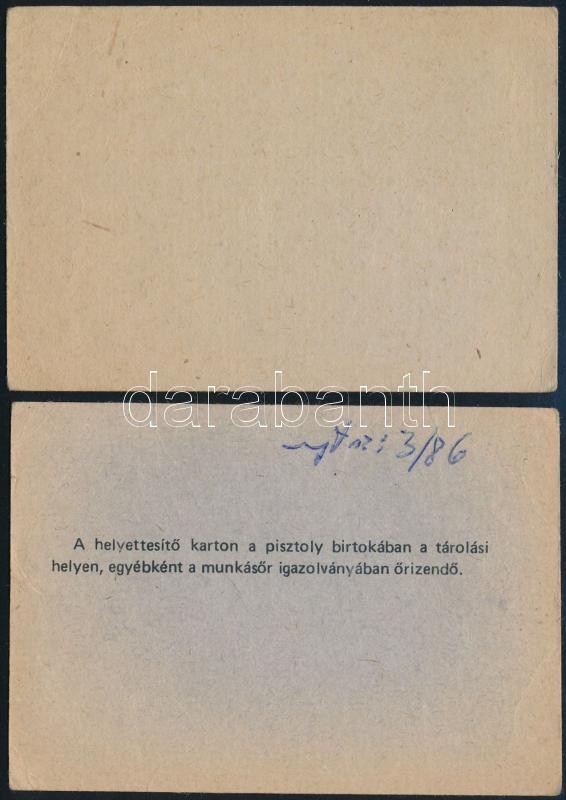 darabanth
: 3/86
A helyettesítő karton a pisztoly birtokában a tárolási
helyen, egyébként a munkásőr igazolványában őrizendő.